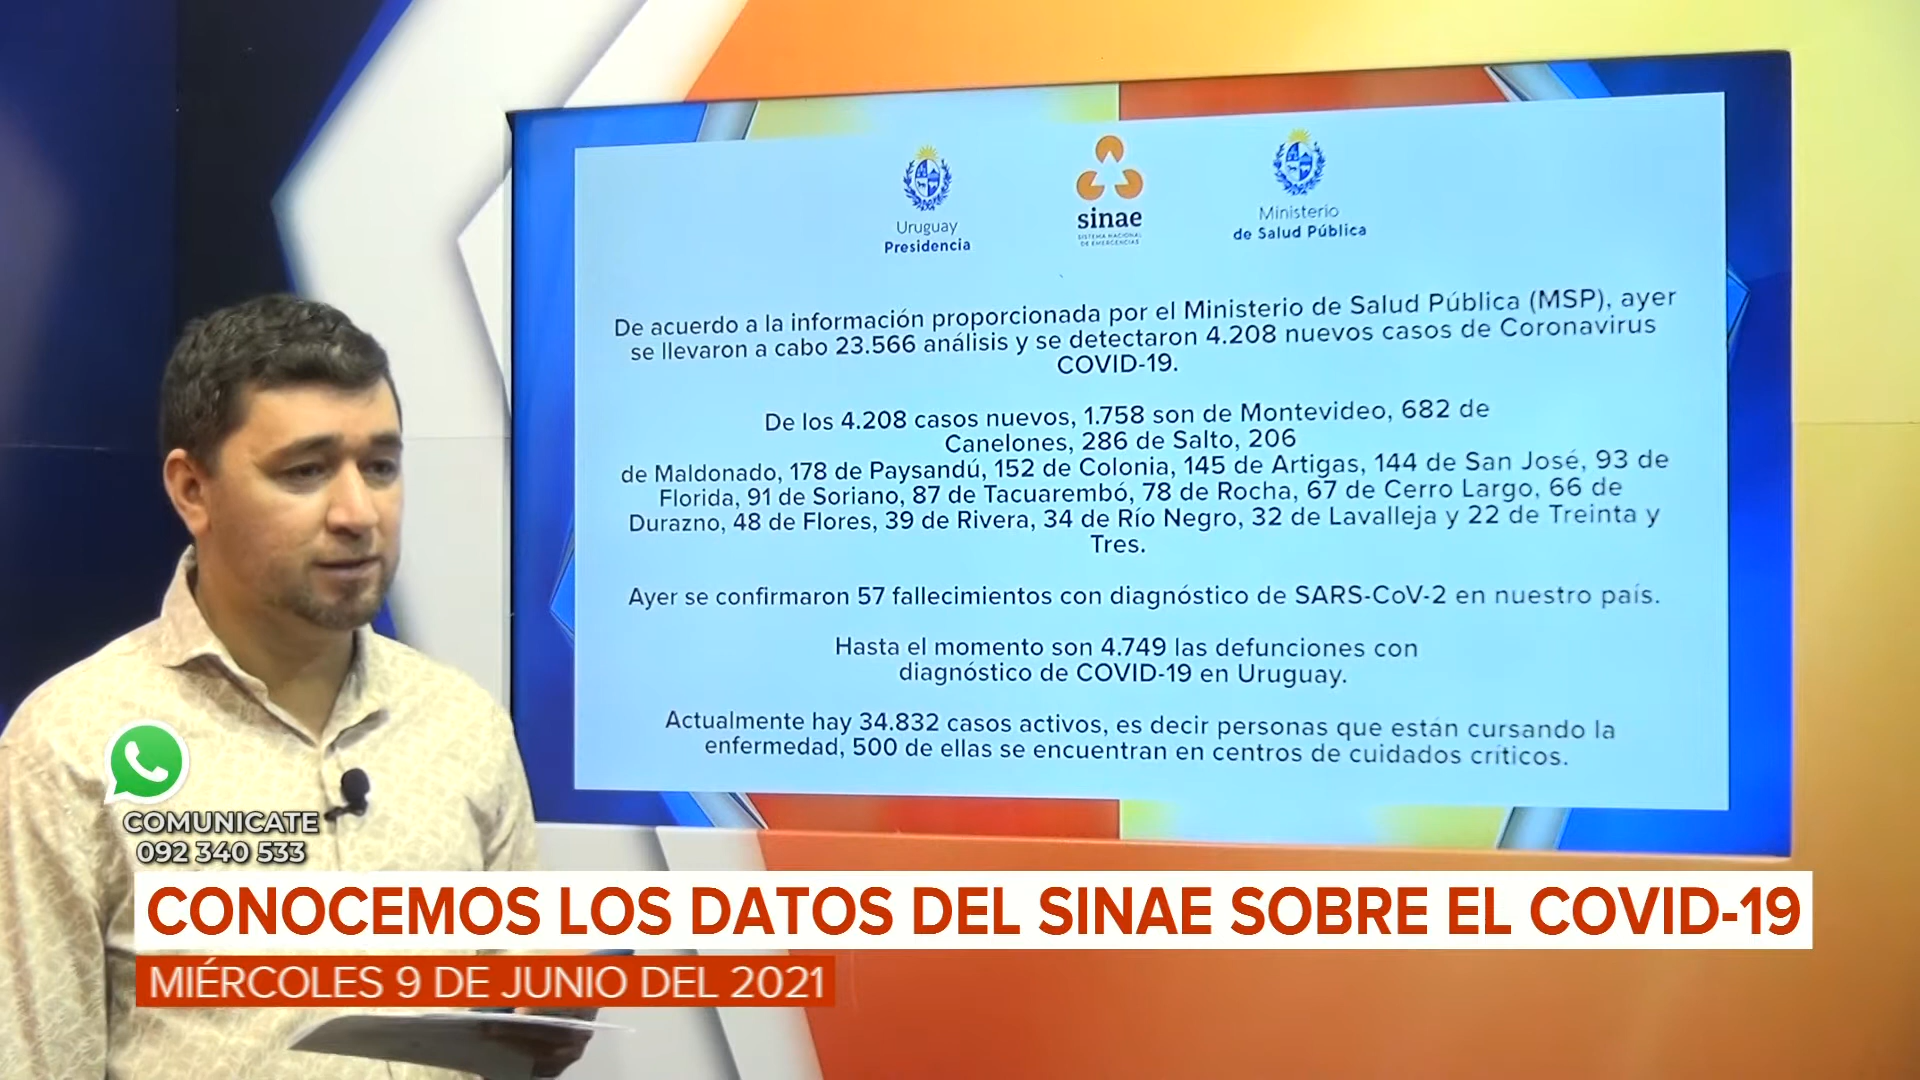 Uruguay
Presidencia
sinae
SISTEMA NACIONAL
DE EMERGENCIAS
Ministerio
de Salud Pública
De acuerdo a la información proporcionada por el Ministerio de Salud Pública (MSP), ayer
se llevaron a cabo 23.566 análisis y se detectaron 4.208 nuevos casos de Coronavirus
COVID-19.
De los 4.208 casos nuevos, 1.758 son de Montevideo, 682 de
Canelones, 286 de Salto, 206
de Maldonado, 178 de Paysandú, 152 de Colonia, 145 de Artigas, 144 de San José, 93 de
Florida, 91 de Soriano, 87 de Tacuarembó, 78 de Rocha, 67 de Cerro Largo, 66 de
Durazno, 48 de Flores, 39 de Rivera, 34 de Río Negro, 32 de Lavalleja y 22 de Treinta y
Tres.
Ayer se confirmaron 57 fallecimientos con diagnóstico de SARS-CoV-2 en nuestro país.
Hasta el momento son 4.749 las defunciones con
diagnóstico de COVID-19 en Uruguay.
Actualmente hay 34.832 casos activos, es decir personas que están cursando la
enfermedad, 500 de ellas se encuentran en centros de cuidados críticos.
COMUNICATE
092 340 533
CONOCEMOS LOS DATOS DEL SINAE SOBRE EL COVID-19
MIÉRCOLES 9 DE JUNIO DEL 2021